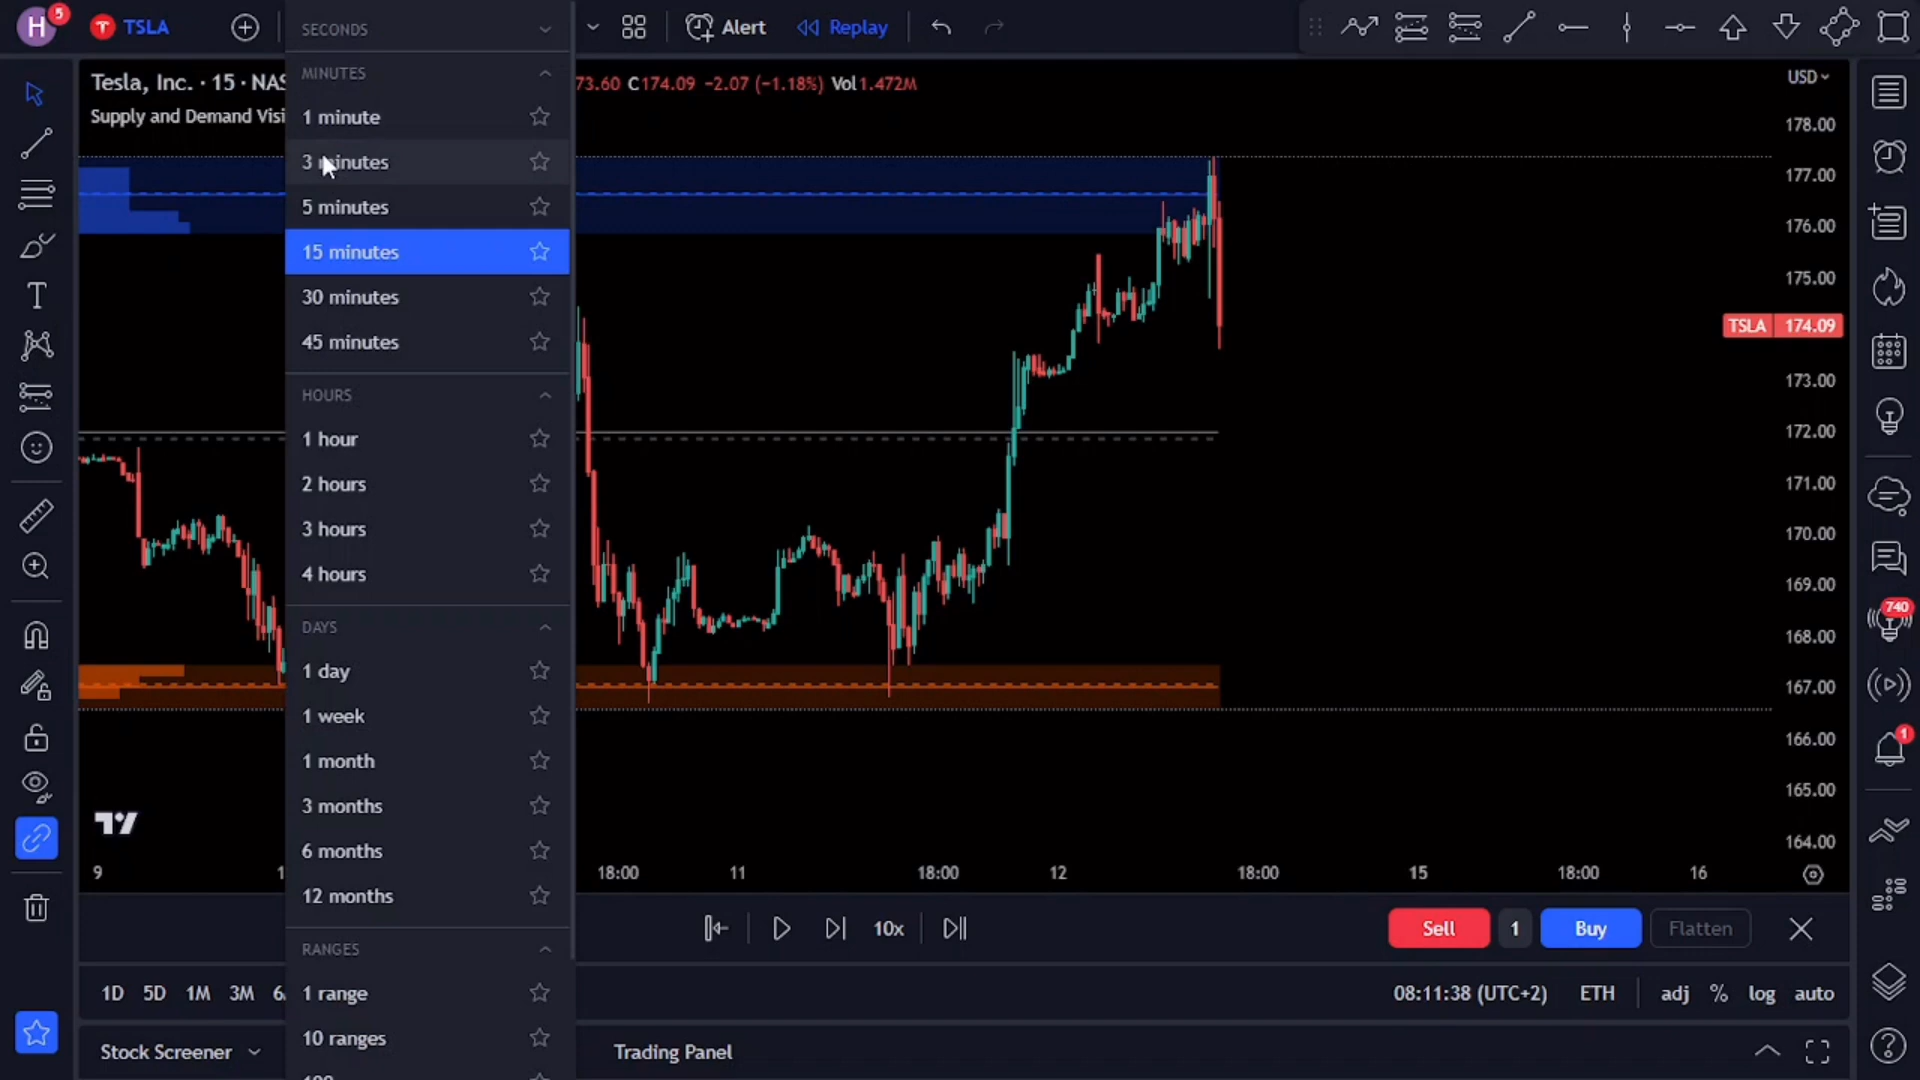 H
5
T
TSLA
Alert
Replay
Tesla, Inc. · 15 · NAS
73.60 C174.09 −2.07 (−1.18%) Vol1.472M
Supply and Demand Visi
SECONDS
MINUTES
1 minute
3 minutes
5 minutes
15 minutes
30 minutes
45 minutes
HOURS
1 hour
2 hours
3 hours
4 hours
DAYS
1 day
1 week
1 month
3 months
6 months
12 months
RANGES
1 range
10 ranges
USD
178.00
177.00
176.00
175.00
TSLA 174.09
173.00
172.00
171.00
170.00
169.00
168.00
167.00
166.00
165.00
164.00
740
1
9
1
18:00
11
18:00
12
18:00
15
18:00
16
10x
Sell
1
Buy
Flatten
1D 5D 1M 3M 6
08:11:38 (UTC+2)
ETH
adj % log auto
Stock Screener
Trading Panel